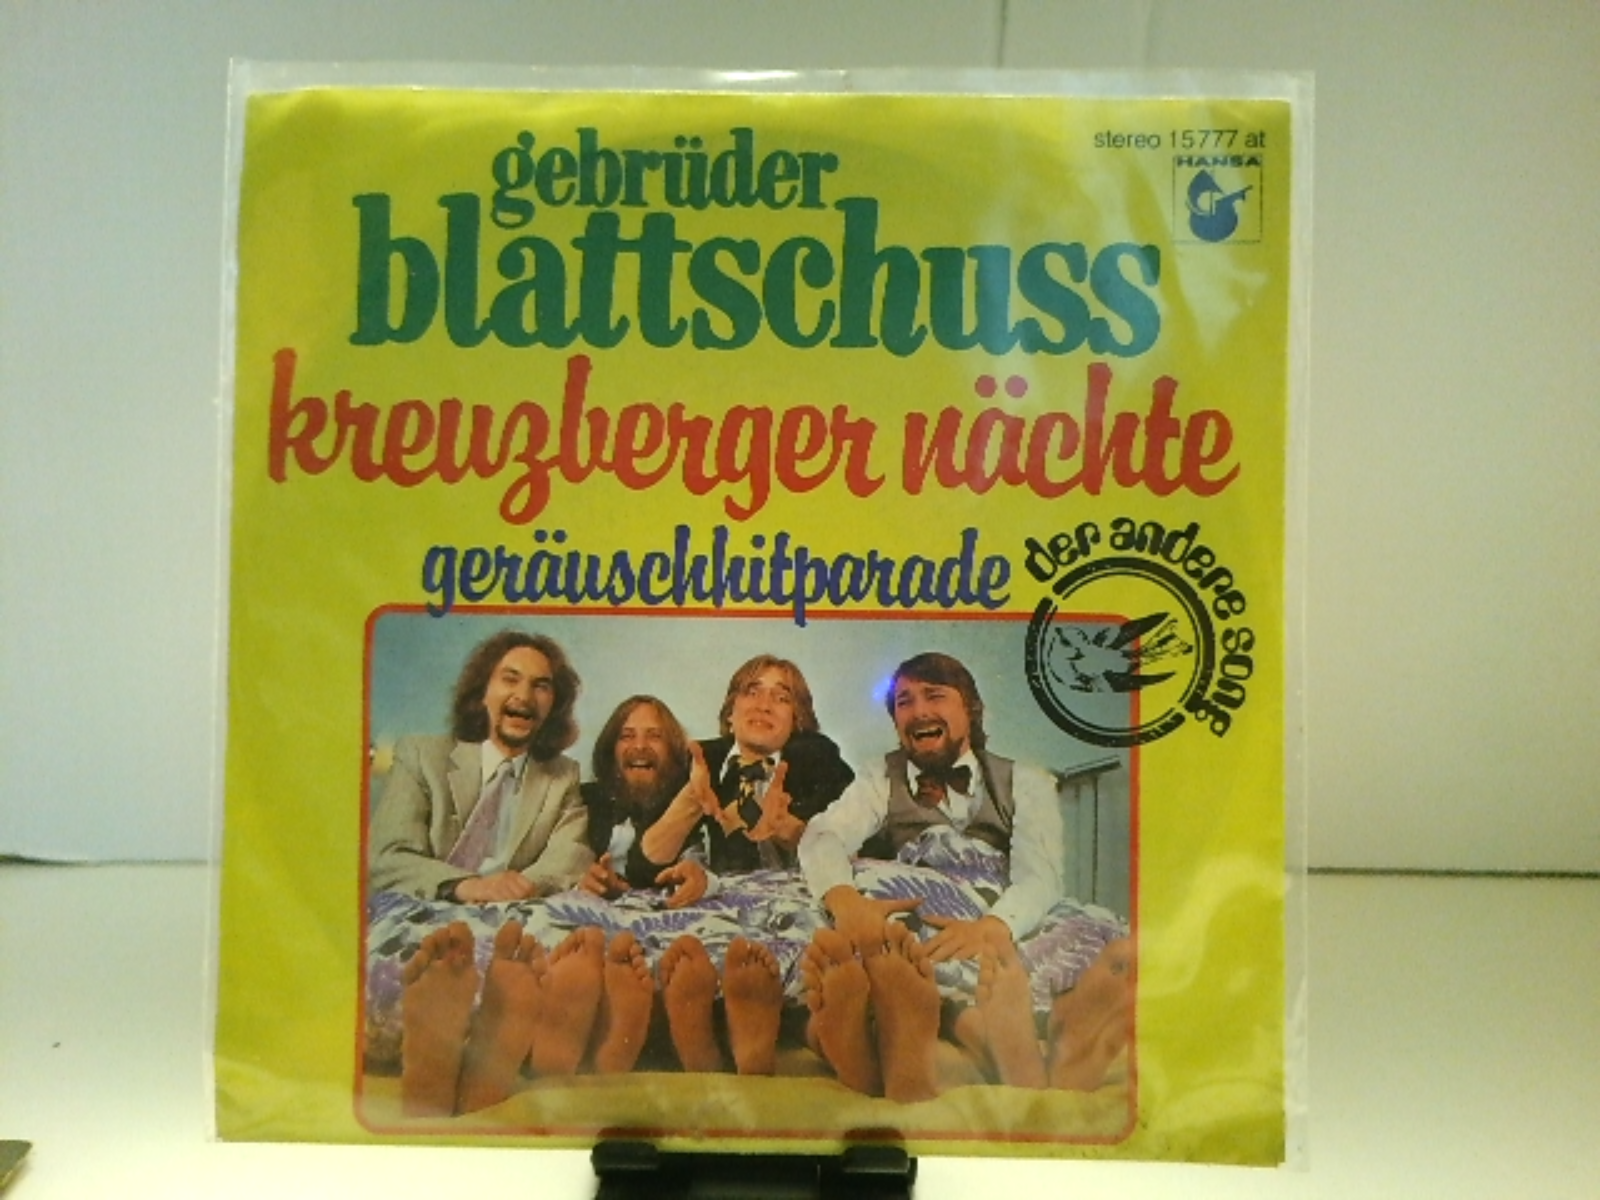 stereo 15777 at
HANSA
gebrüder
blattschuss
kreuzberger nächte
geräuschhitparade
der andere song